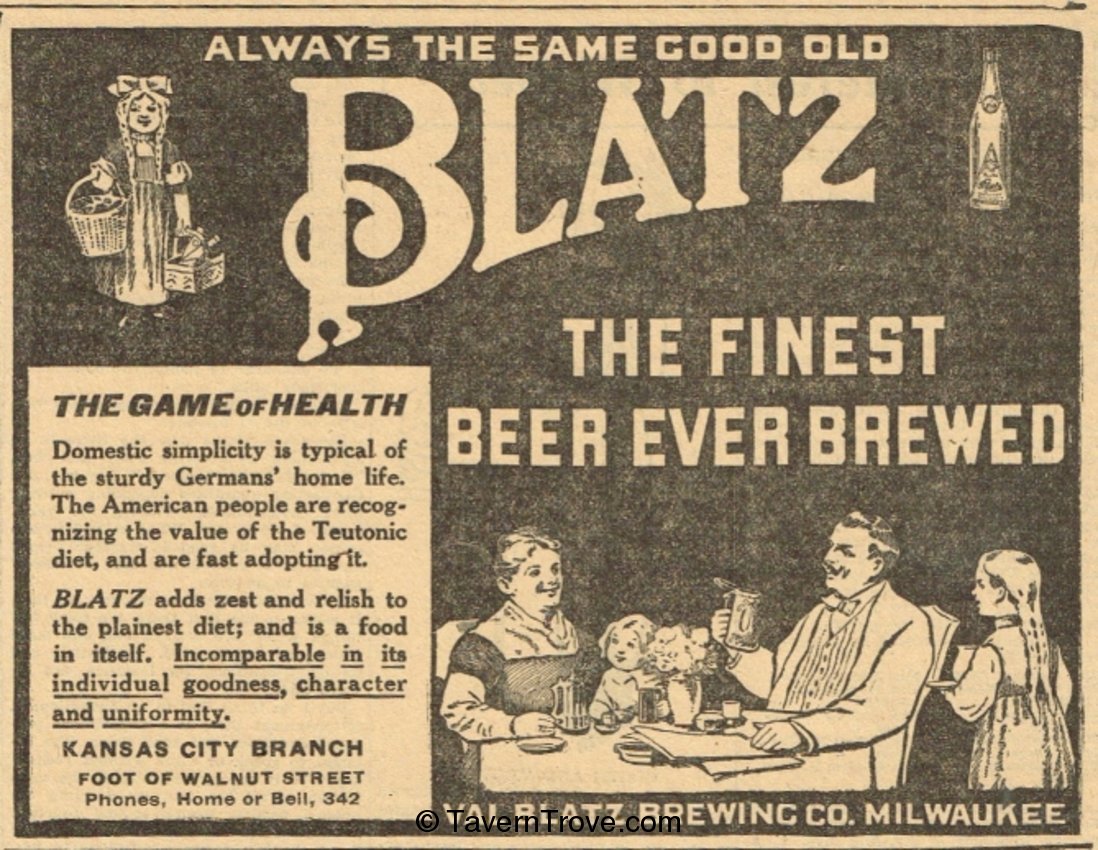 ALWAYS THE SAME GOOD OLD
BLATZ
THE FINEST
BEER EVER BREWED
THE GAME OF HEALTH
Domestic simplicity is typical of
the sturdy Germans' home life.
The American people are recog-
nizing the value of the Teutonic
diet, and are fast adopting it.
BLATZ adds zest and relish to
the plainest diet; and is a food
in itself. Incomparable in its
individual goodness, character
and uniformity.
KANSAS CITY BRANCH
FOOT OF WALNUT STREET
Phones, Home or Bell, 342
VAL BLATZ BREWING CO. MILWAUKEE
© TavernTrove.com